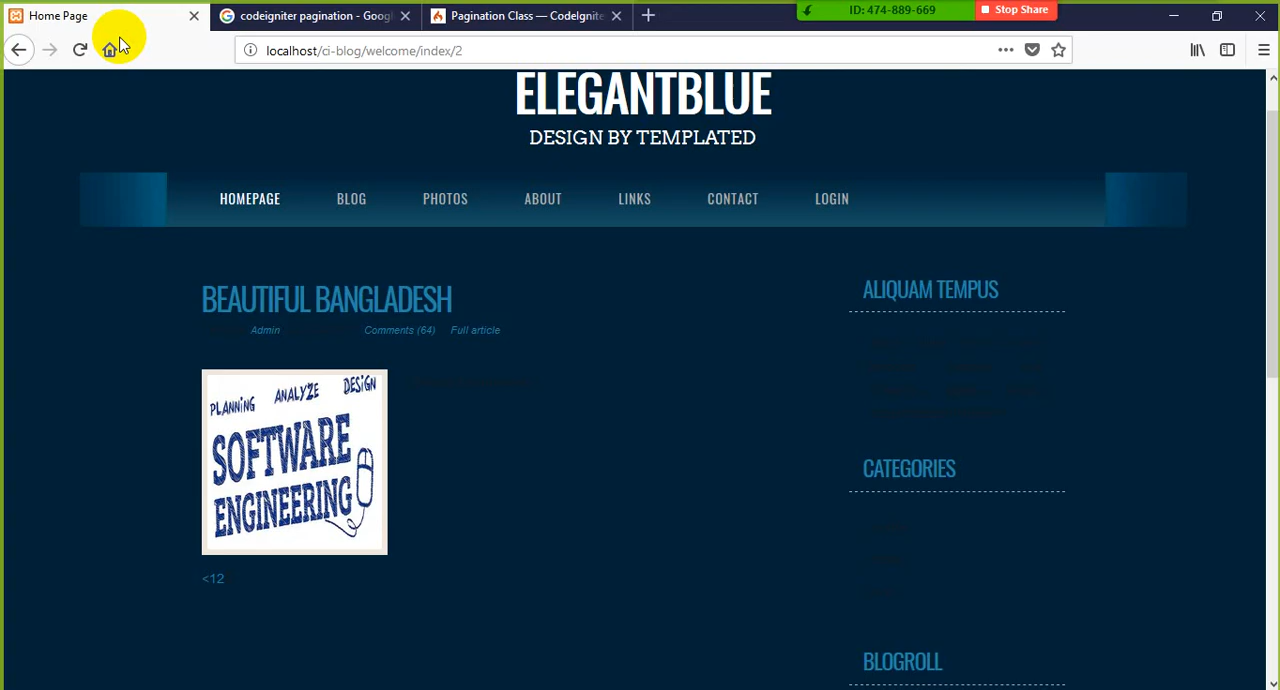 Home Page
codeigniter pagination - Goog
Pagination Class — CodeIgnite
ID: 474-889-669
Stop Share
localhost/ci-blog/welcome/index/2
ELEGANTBLUE
DESIGN BY TEMPLATED
HOMEPAGE
BLOG
PHOTOS
ABOUT
LINKS
CONTACT
LOGIN
BEAUTIFUL BANGLADESH
Admin
Comments (64)
Full article
PLANNING
ANALYZE
DESIGN
SOFTWARE
ENGINEERING
<12
ALIQUAM TEMPUS
CATEGORIES
BLOGROLL